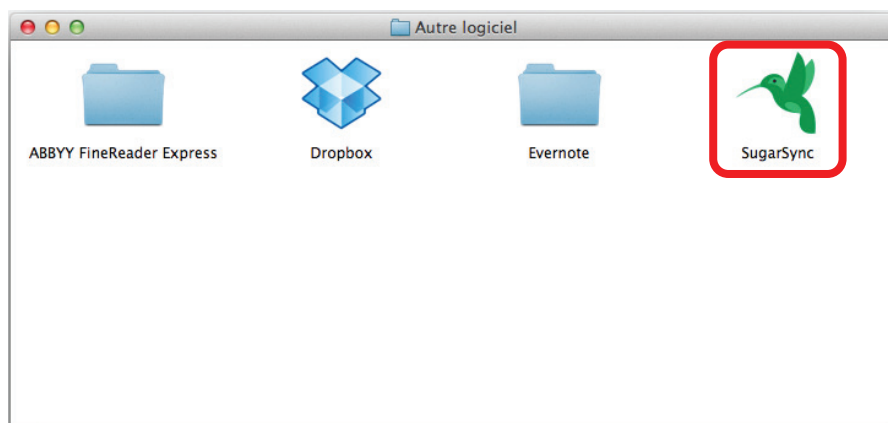 Autre logiciel
ABBYY FineReader Express
Dropbox
Evernote
SugarSync